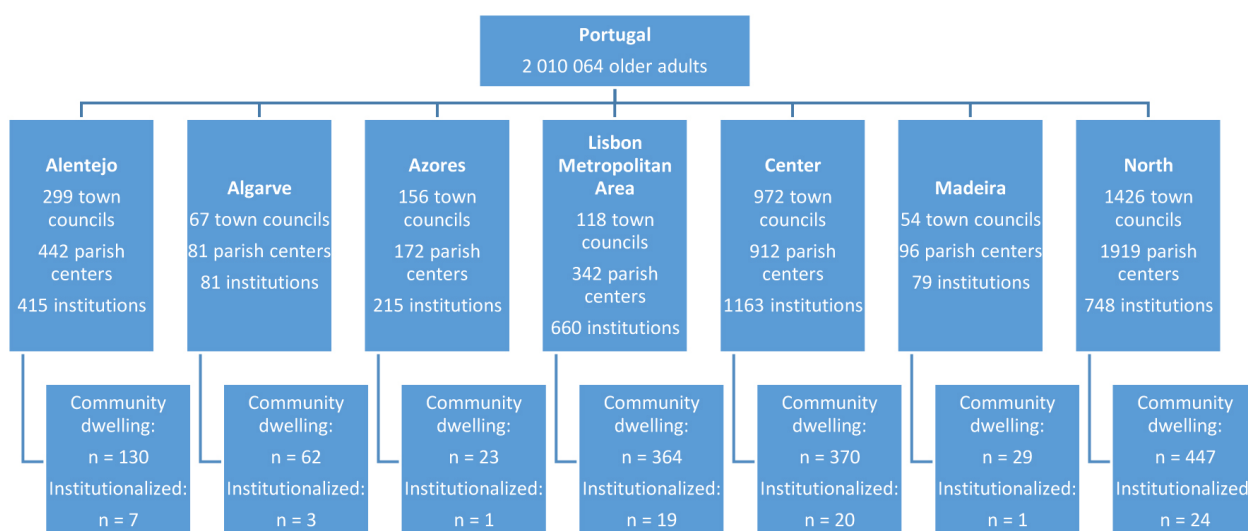 Portugal
2 010 064 older adults
Alentejo
299 town
councils
442 parish
centers
415 institutions
Algarve
67 town councils
81 parish centers
81 institutions
Azores
156 town
councils
172 parish
centers
215 institutions
Lisbon
Metropolitan
Area
118 town
councils
342 parish
centers
660 institutions
Center
972 town
councils
912 parish
centers
1163 institutions
Madeira
54 town councils
96 parish centers
79 institutions
North
1426 town
councils
1919 parish
centers
748 institutions
Community
dwelling:
n = 130
Institutionalized:
n = 7
Community
dwelling:
n = 62
Institutionalized:
n = 3
Community
dwelling:
n = 23
Institutionalized:
n = 1
Community
dwelling:
n = 364
Institutionalized:
n = 19
Community
dwelling:
n = 370
Institutionalized:
n = 20
Community
dwelling:
n = 29
Institutionalized:
n = 1
Community
dwelling:
n = 447
Institutionalized:
n = 24